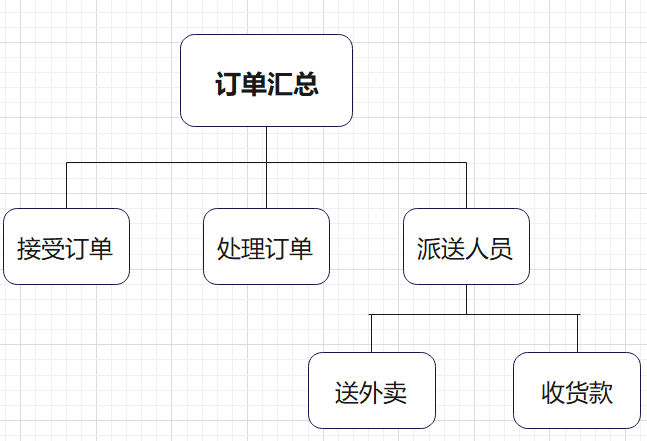 订单汇总
接受订单
处理订单
派送人员
送外卖
收货款